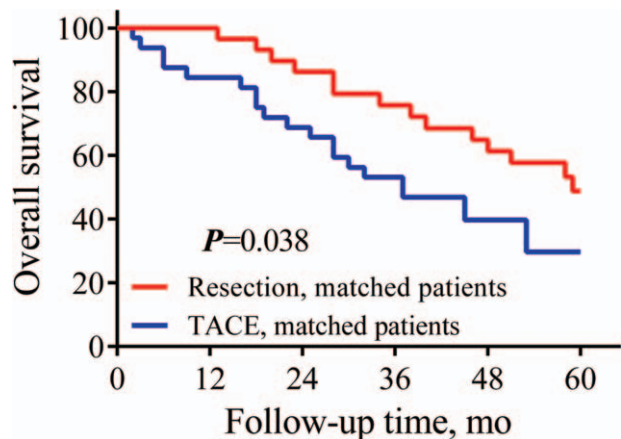 Overall survival
100
80
60
40
20
0
P=0.038
Resection, matched patients
TACE, matched patients
0 12 24 36 48 60
Follow-up time, mo